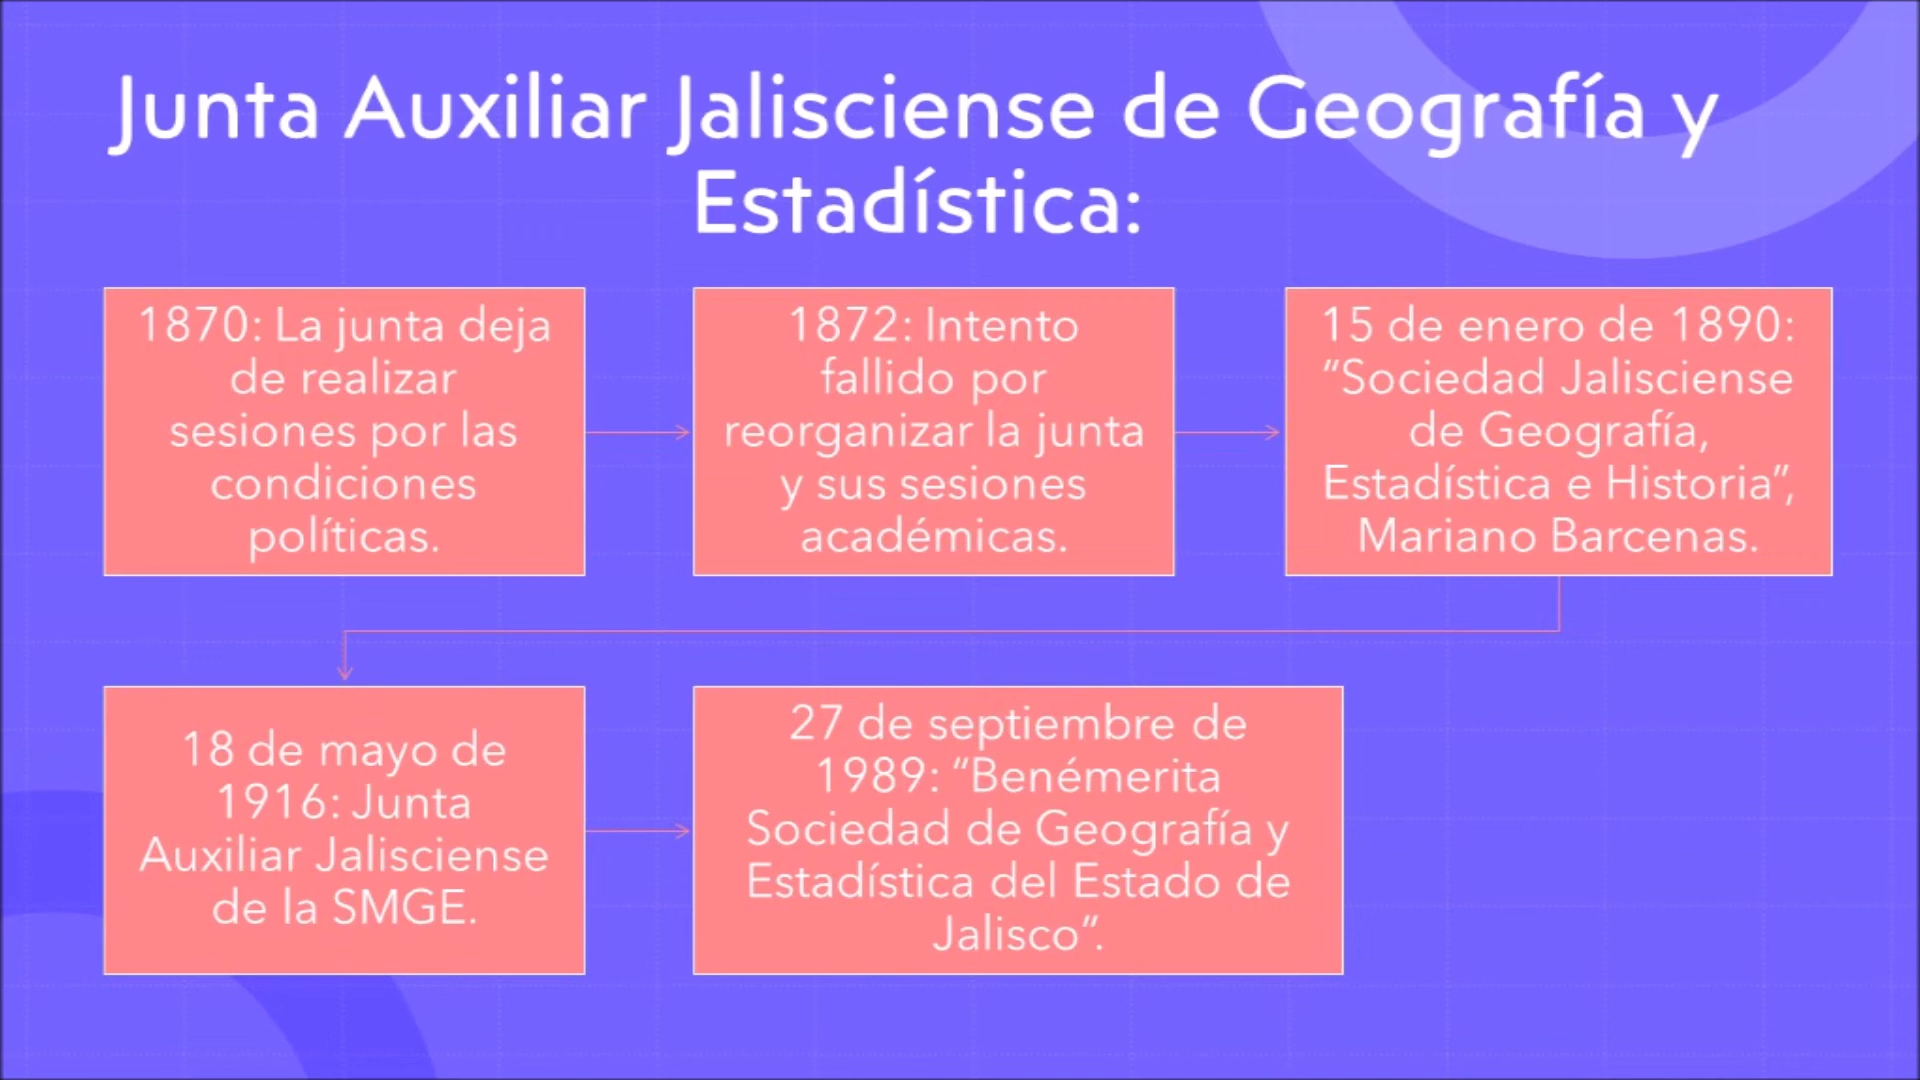 Junta Auxiliar Jalisciense de Geografía y
Estadística:
1870: La junta deja
de realizar
sesiones por las
condiciones
políticas.
1872: Intento
fallido por
reorganizar la junta
y sus sesiones
académicas.
15 de enero de 1890:
“Sociedad Jalisciense
de Geografía,
Estadística e Historia”,
Mariano Barcenas.
18 de mayo de
1916: Junta
Auxiliar Jalisciense
de la SMGE.
27 de septiembre de
1989: “Benémerita
Sociedad de Geografía y
Estadística del Estado de
Jalisco”.